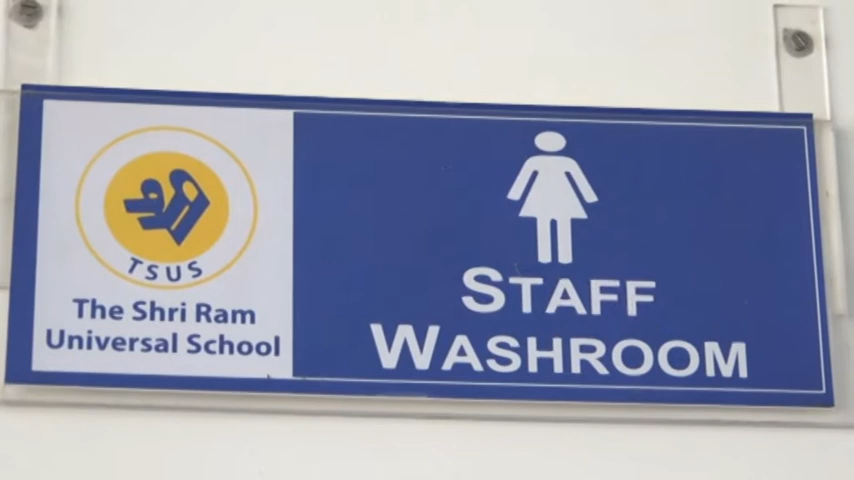 TSUS
The Shri Ram
Universal School
STAFF
WASHROOM